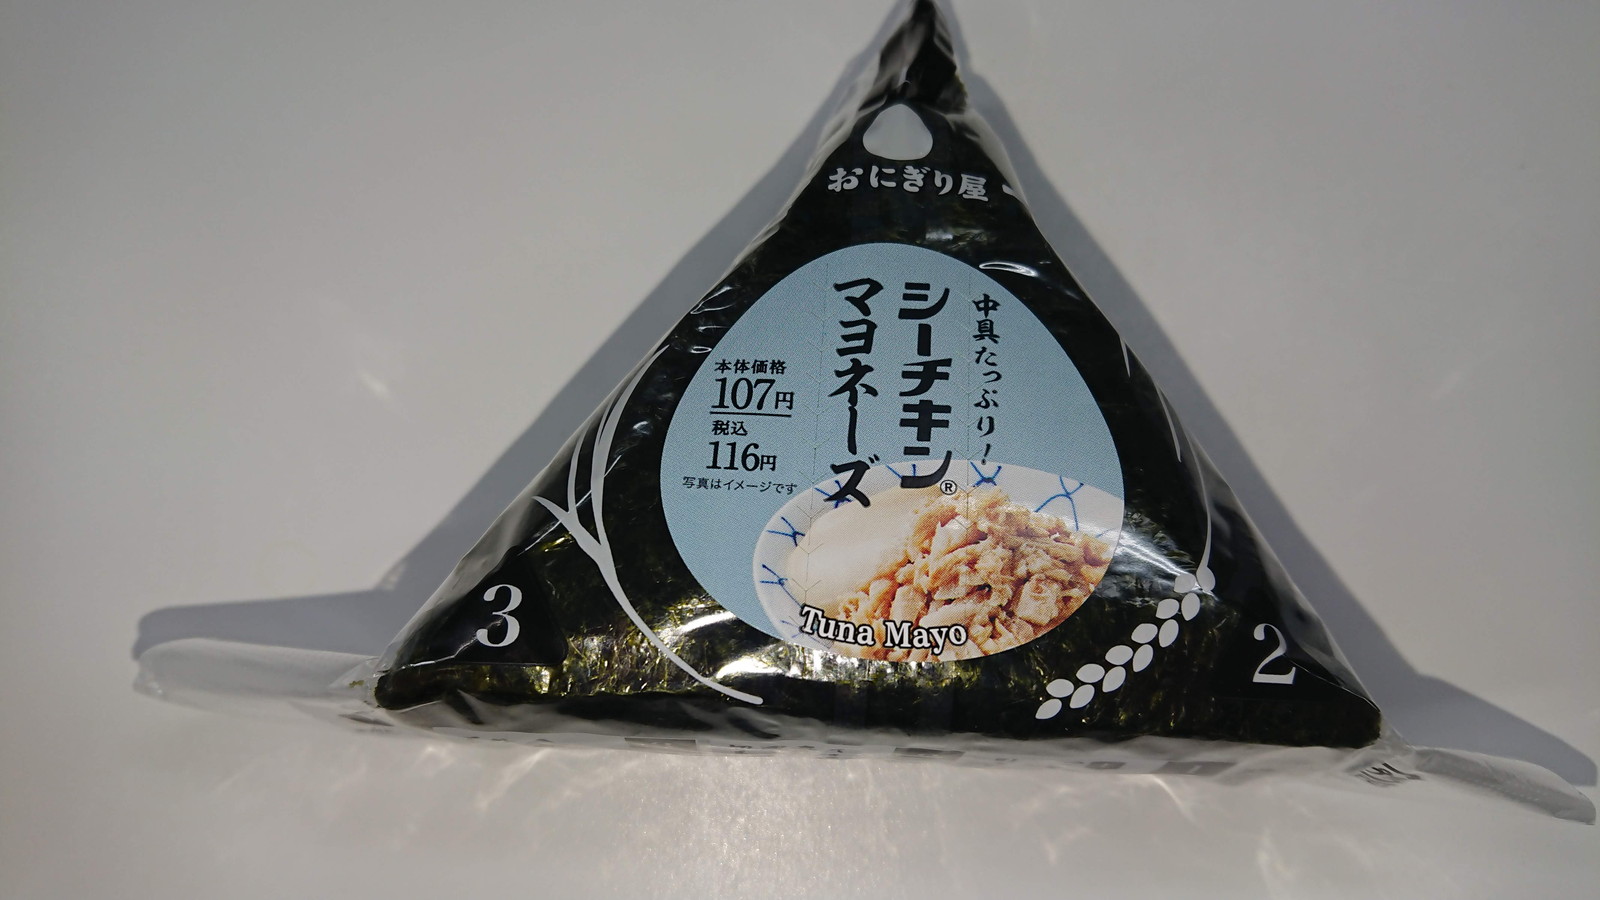 おにぎり屋
中具たっぷり!
シーチキン®
マヨネーズ
本体価格
107円
税込
116円
写真はイメージです
Tuna Mayo
3
2